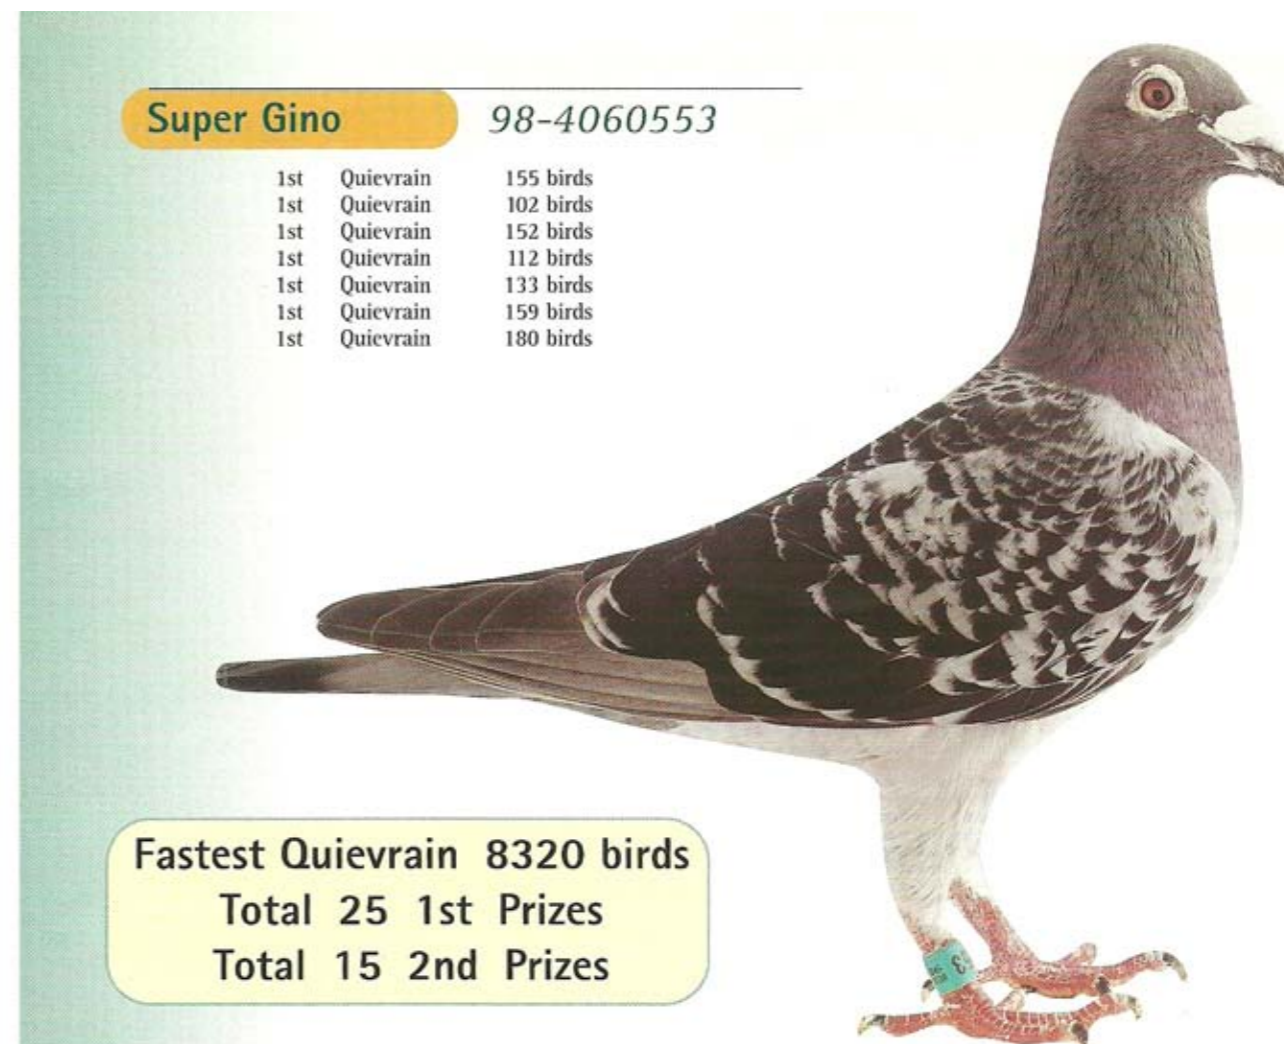 Super Gino 98-4060553
1st Quievrain 155 birds
1st Quievrain 102 birds
1st Quievrain 152 birds
1st Quievrain 112 birds
1st Quievrain 133 birds
1st Quievrain 159 birds
1st Quievrain 180 birds
Fastest Quievrain 8320 birds
Total 25 1st Prizes
Total 15 2nd Prizes